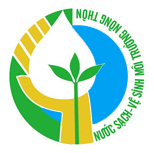 NƯỚC SẠCH-VỆ SINH MÔI TRƯỜNG NÔNG THÔN